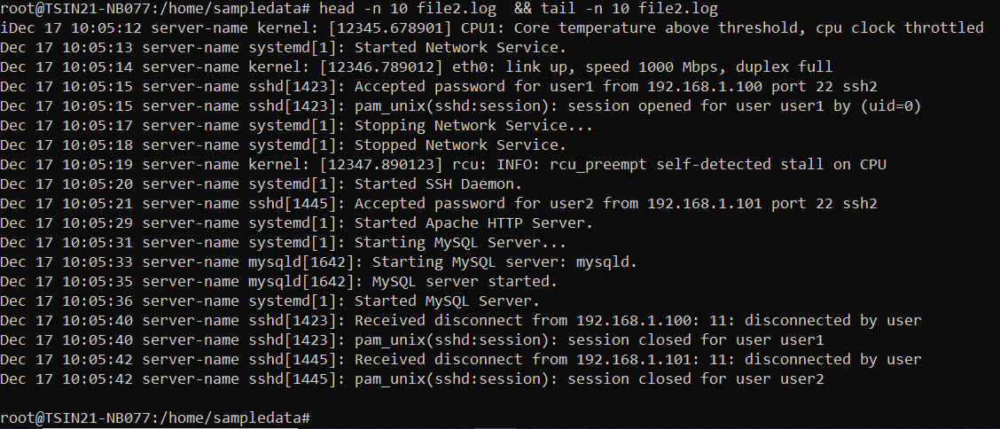 root@TSIN21-NB077:/home/sampledata# head -n 10 file2.log  && tail -n 10 file2.log
iDec 17 10:05:12 server-name kernel: [12345.678901] CPU1: Core temperature above threshold, cpu clock throttled
Dec 17 10:05:13 server-name systemd[1]: Started Network Service.
Dec 17 10:05:14 server-name kernel: [12346.789012] eth0: link up, speed 1000 Mbps, duplex full
Dec 17 10:05:15 server-name sshd[1423]: Accepted password for user1 from 192.168.1.100 port 22 ssh2
Dec 17 10:05:15 server-name sshd[1423]: pam_unix(sshd:session): session opened for user user1 by (uid=0)
Dec 17 10:05:17 server-name systemd[1]: Stopping Network Service...
Dec 17 10:05:18 server-name systemd[1]: Stopped Network Service.
Dec 17 10:05:19 server-name kernel: [12347.890123] rcu: INFO: rcu_preempt self-detected stall on CPU
Dec 17 10:05:20 server-name systemd[1]: Started SSH Daemon.
Dec 17 10:05:21 server-name sshd[1445]: Accepted password for user2 from 192.168.1.101 port 22 ssh2
Dec 17 10:05:29 server-name systemd[1]: Started Apache HTTP Server.
Dec 17 10:05:31 server-name systemd[1]: Starting MySQL Server...
Dec 17 10:05:33 server-name mysqld[1642]: Starting MySQL server: mysqld.
Dec 17 10:05:35 server-name mysqld[1642]: MySQL server started.
Dec 17 10:05:36 server-name systemd[1]: Started MySQL Server.
Dec 17 10:05:40 server-name sshd[1423]: Received disconnect from 192.168.1.100: 11: disconnected by user
Dec 17 10:05:40 server-name sshd[1423]: pam_unix(sshd:session): session closed for user user1
Dec 17 10:05:42 server-name sshd[1445]: Received disconnect from 192.168.1.101: 11: disconnected by user
Dec 17 10:05:42 server-name sshd[1445]: pam_unix(sshd:session): session closed for user user2

root@TSIN21-NB077:/home/sampledata#